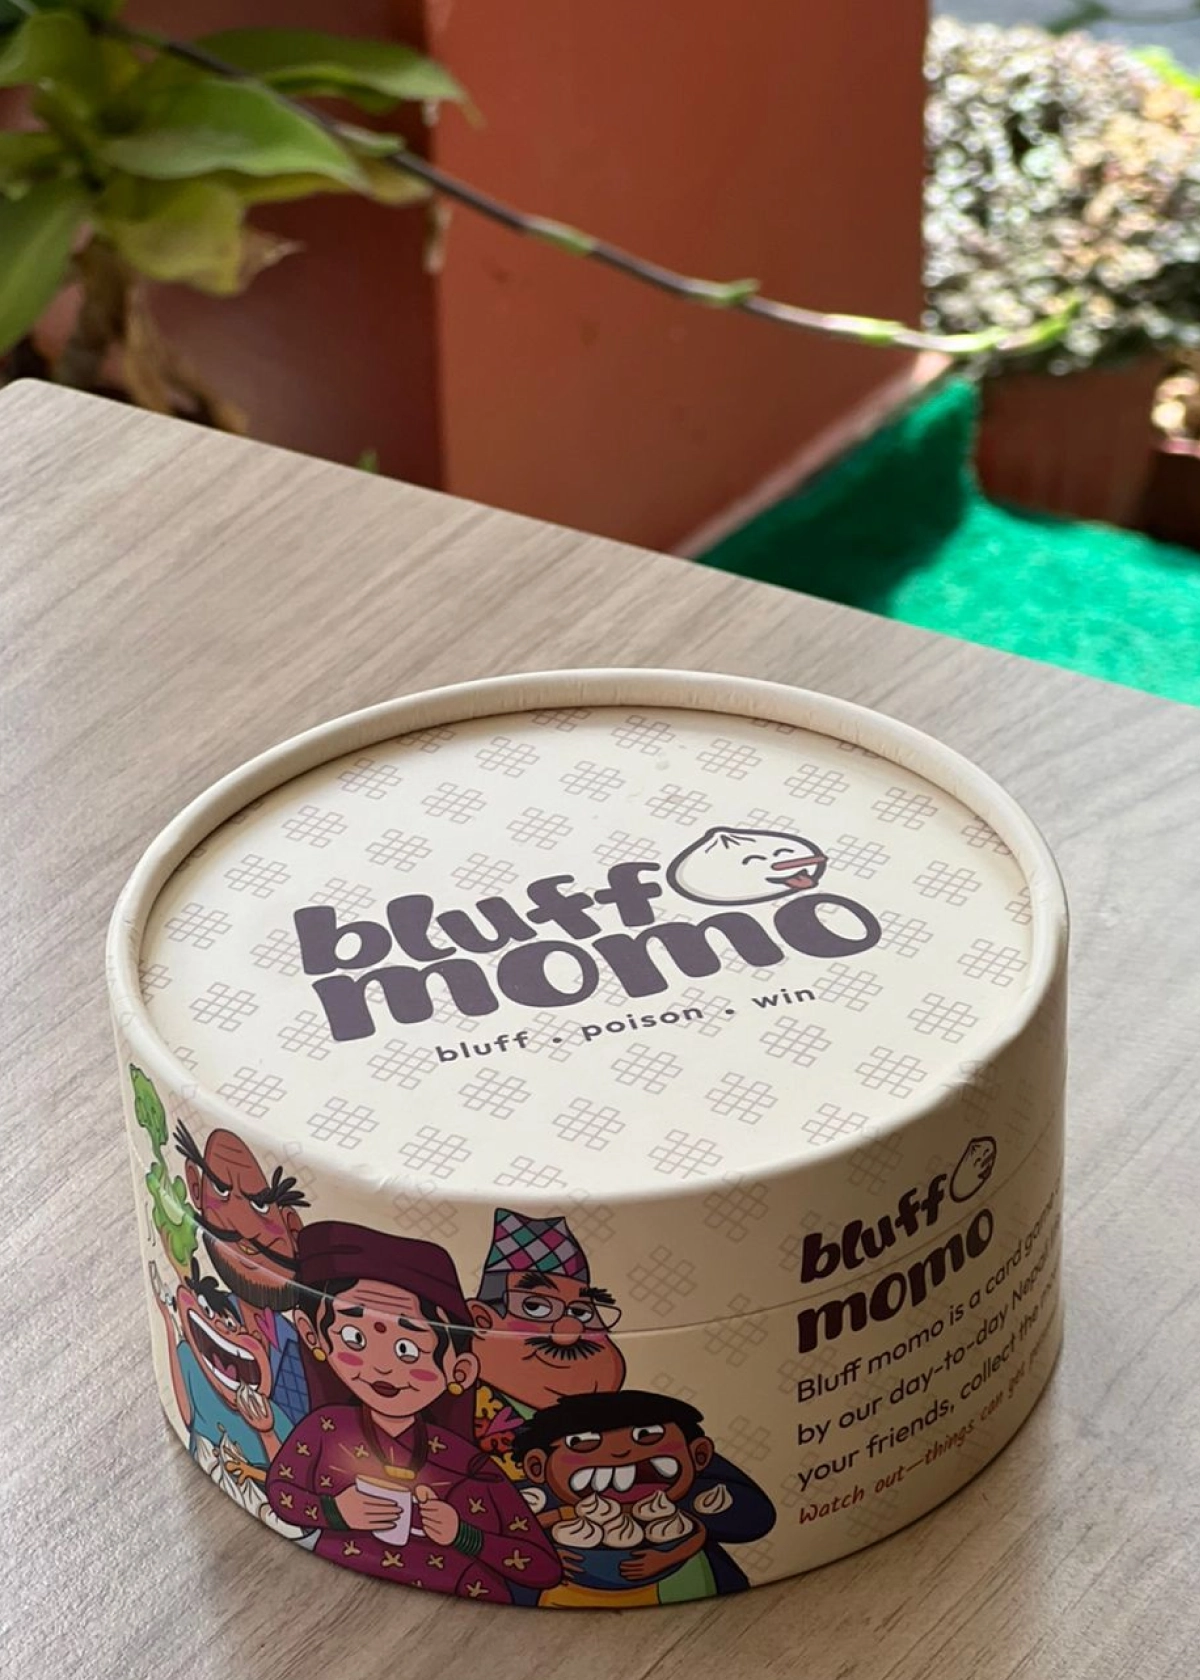 bluff
momo
bluff . poison . win
bluff
momo
Bluff momo is a card game
by our day-to-day Nepal
your friends, collect the
Watch out—things can get